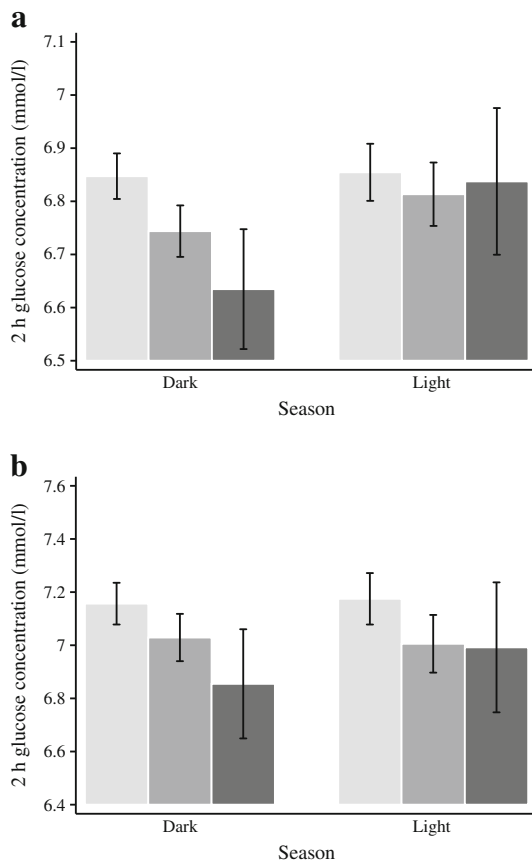 a
2 h glucose concentration (mmol/l)
7.1
7
6.9
6.8
6.7
6.6
6.5
Dark
Light
Season
b
2 h glucose concentration (mmol/l)
7.6
7.4
7.2
7
6.8
6.6
6.4
Dark
Light
Season